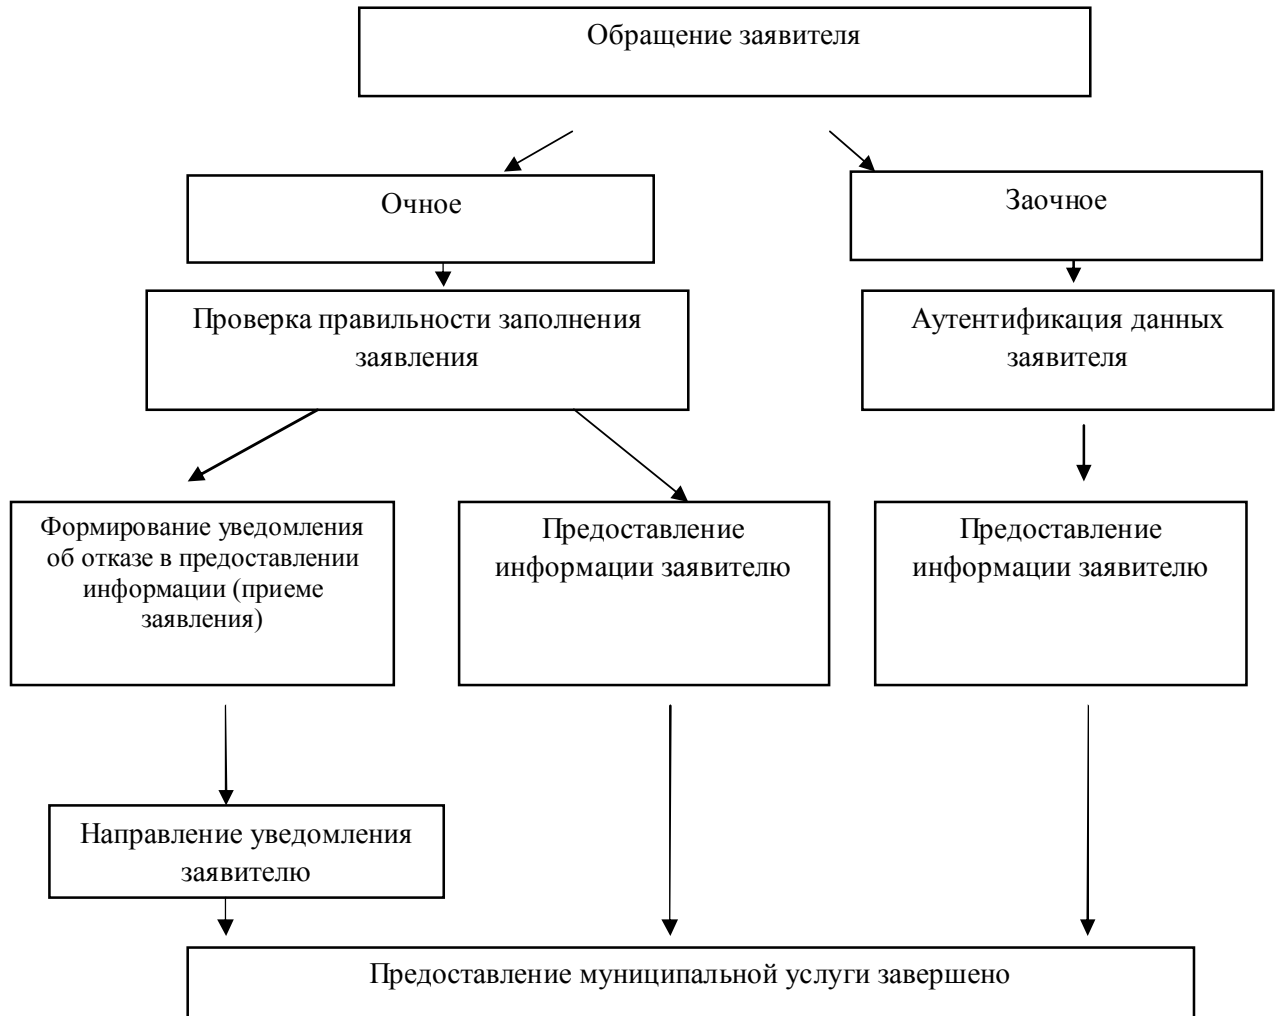 Обращение заявителя
Очное
Заочное
Проверка правильности заполнения
заявления
Аутентификация данных
заявителя
Формирование уведомления
об отказе в предоставлении
информации (приеме
заявления)
Предоставление
информации заявителю
Предоставление
информации заявителю
Направление уведомления
заявителю
Предоставление муниципальной услуги завершено